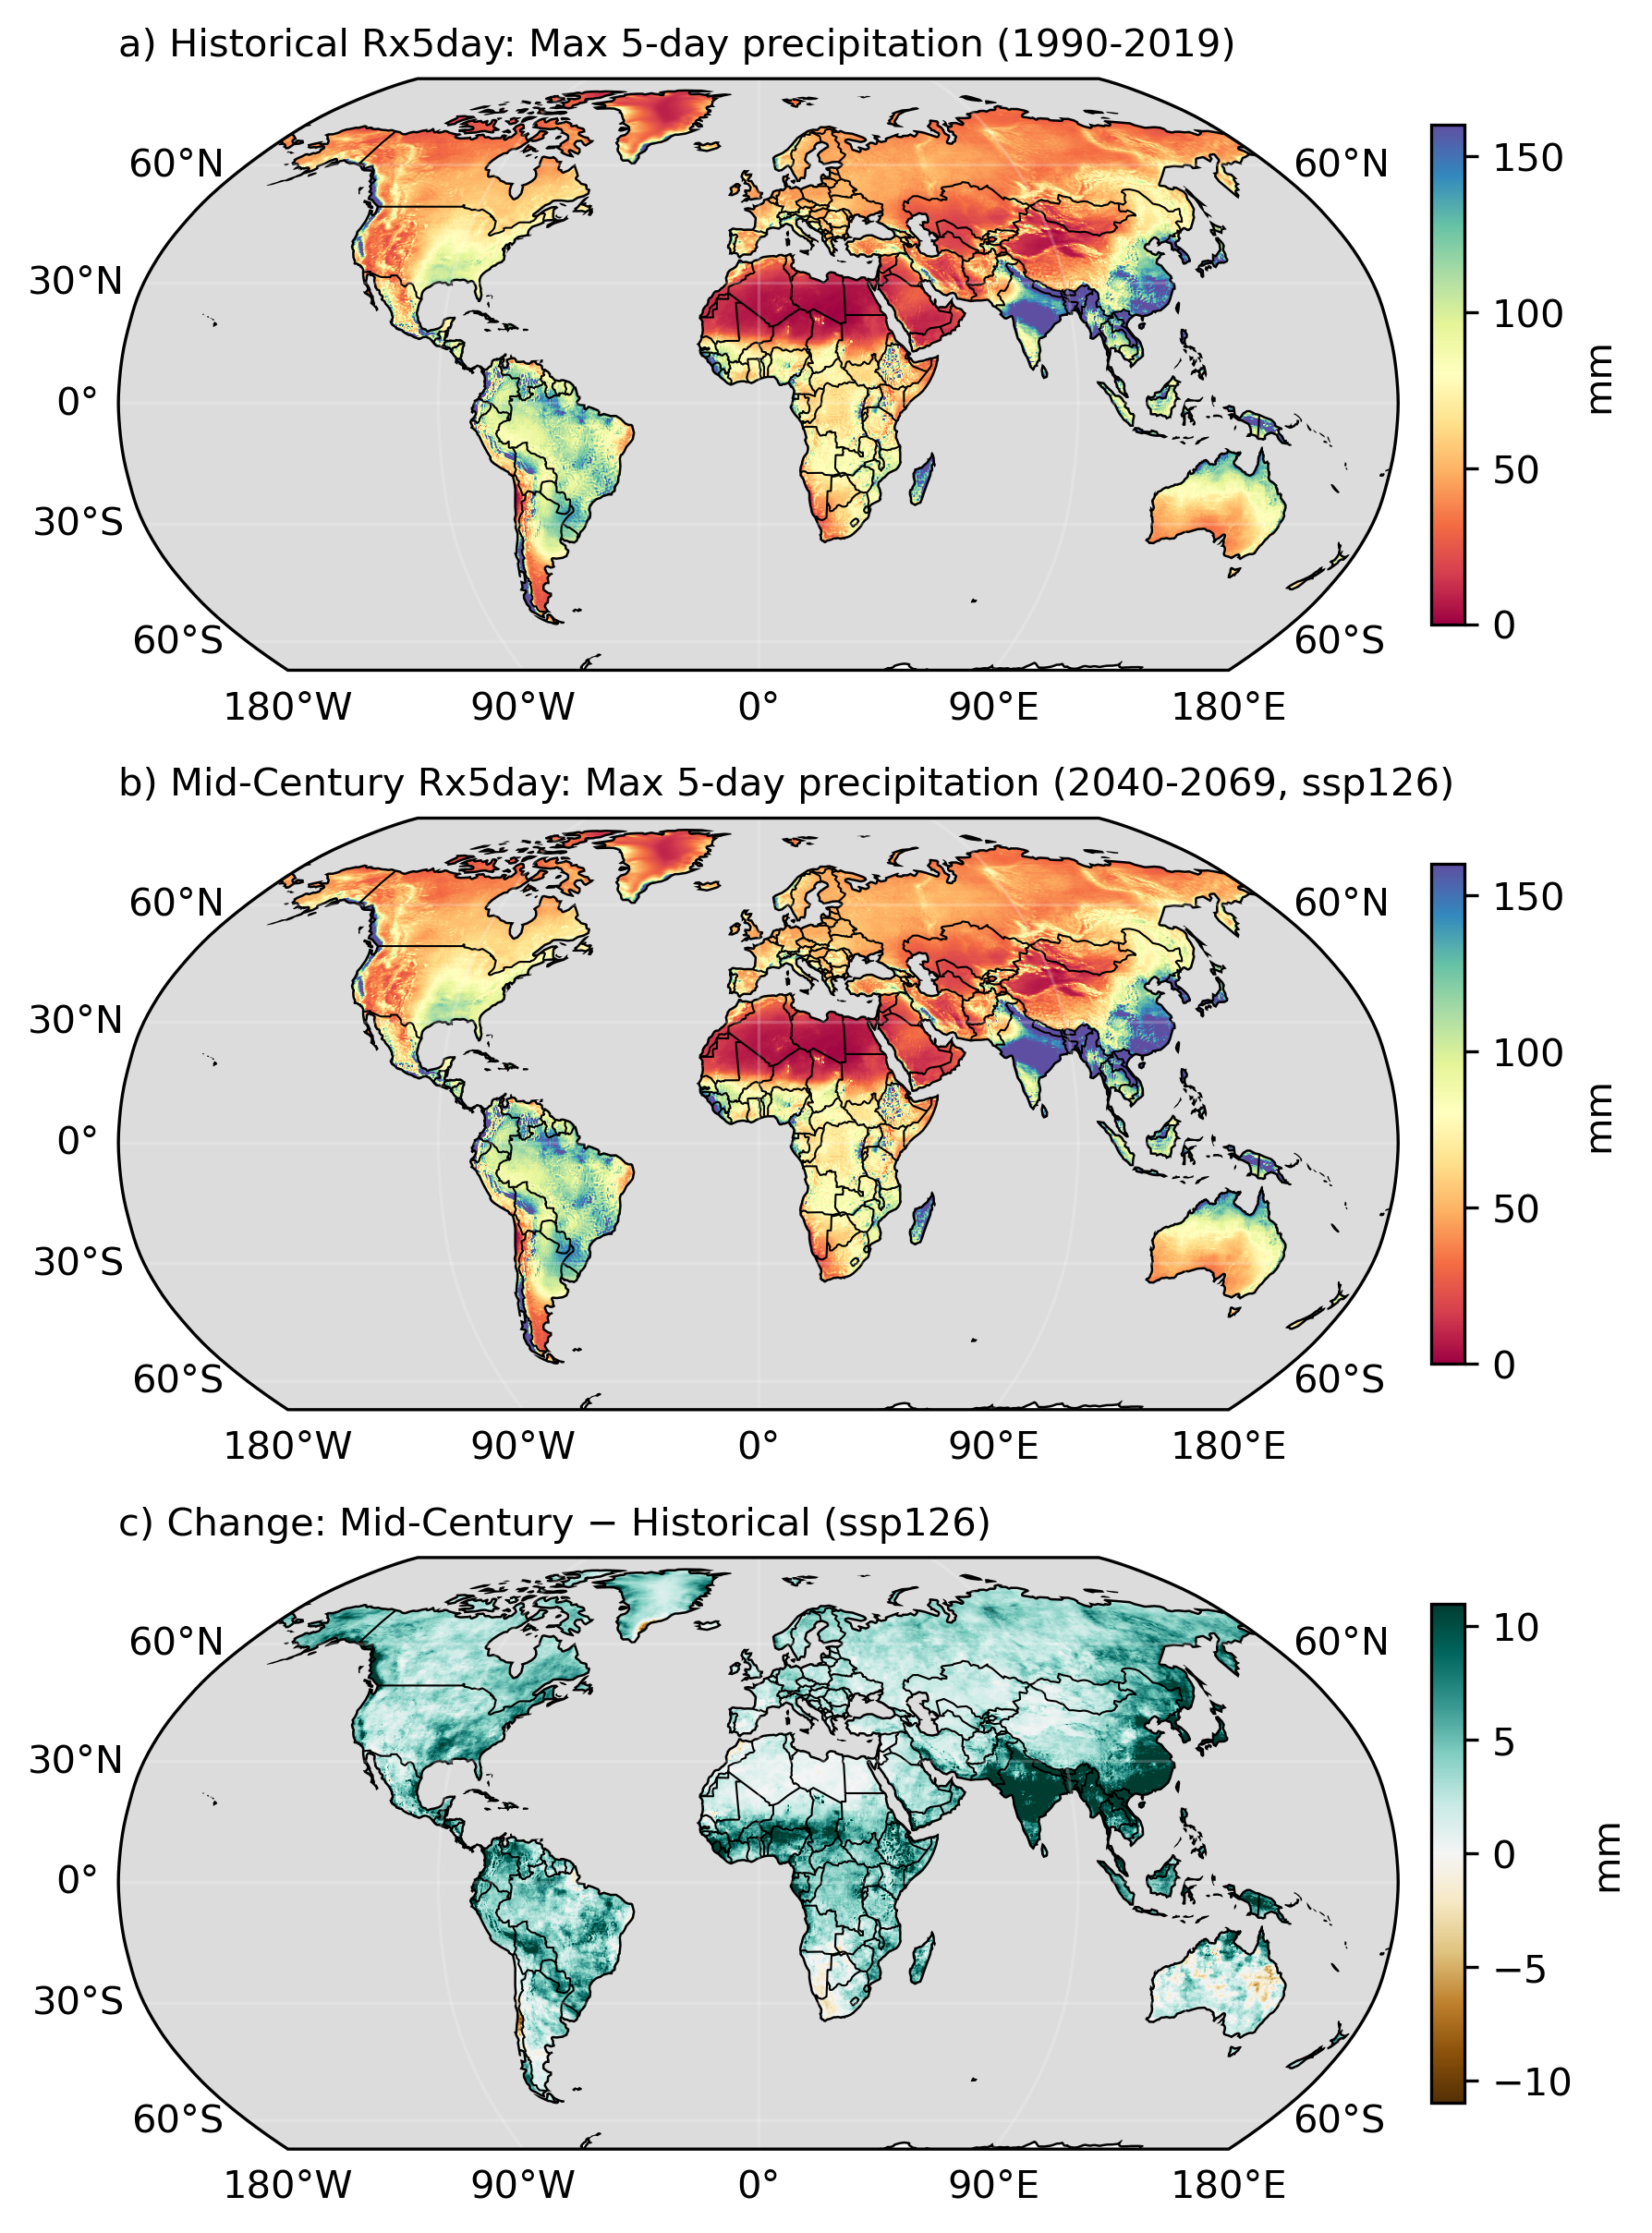 a) Historical Rx5day: Max 5-day precipitation (1990-2019)
60°N
60°N
30°N
0°
30°S
60°S
60°S
180°W
90°W
0°
90°E
180°E
150
100
50
0
mm
b) Mid-Century Rx5day: Max 5-day precipitation (2040-2069, ssp126)
60°N
60°N
30°N
0°
30°S
60°S
60°S
180°W
90°W
0°
90°E
180°E
150
100
50
0
mm
c) Change: Mid-Century − Historical (ssp126)
60°N
60°N
30°N
0°
30°S
60°S
60°S
180°W
90°W
0°
90°E
180°E
10
5
0
−5
−10
mm